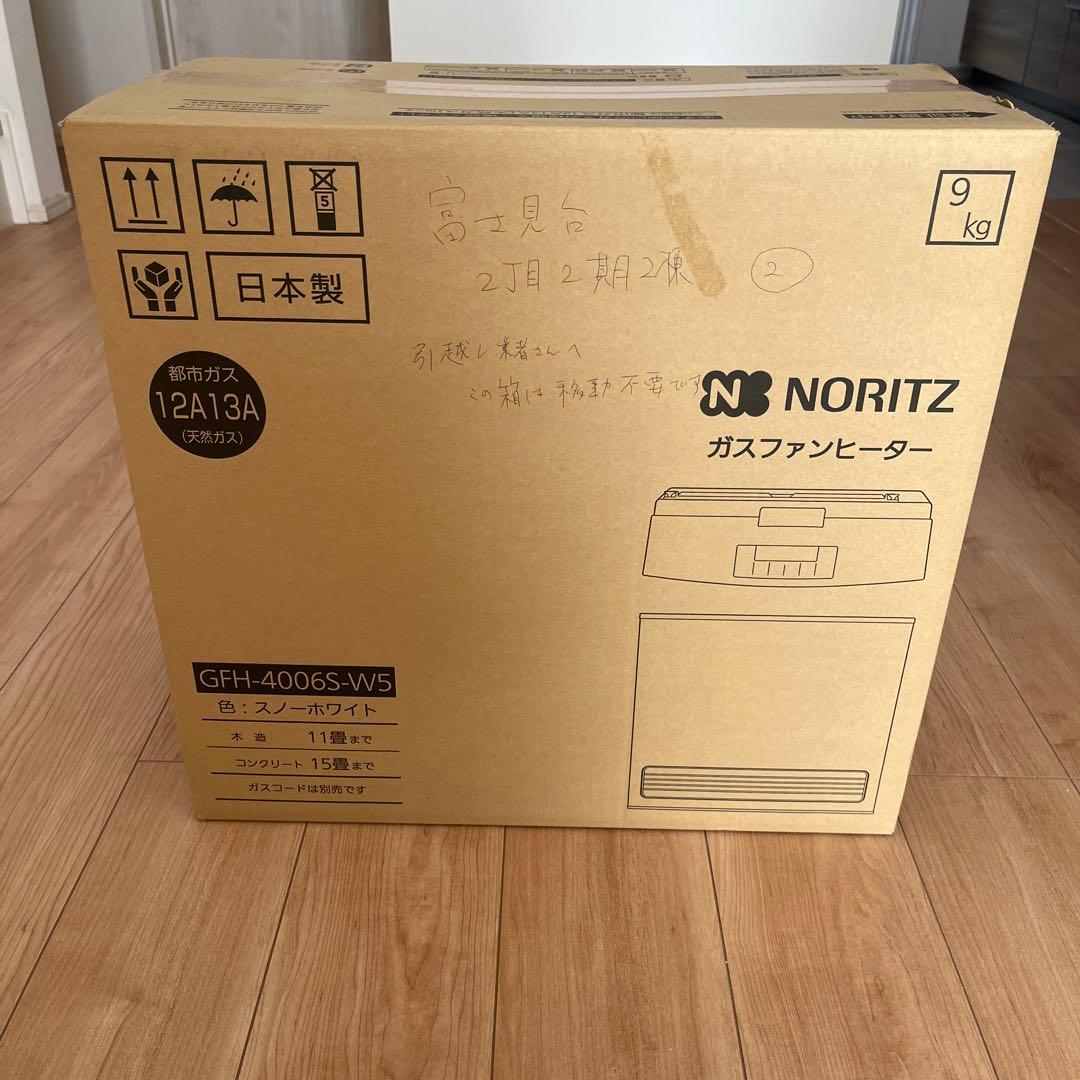 富士見台
2丁目2期2棟 ②
引越し業者さんへ
この箱は移動不要です
5
9
kg
日本製
都市ガス
12A13A
(天然ガス)
NORITZ
ガスファンヒーター
GFH-4006S-W5
色：スノーホワイト
木造 11畳まで
コンクリート 15畳まで
ガスコードは別売です